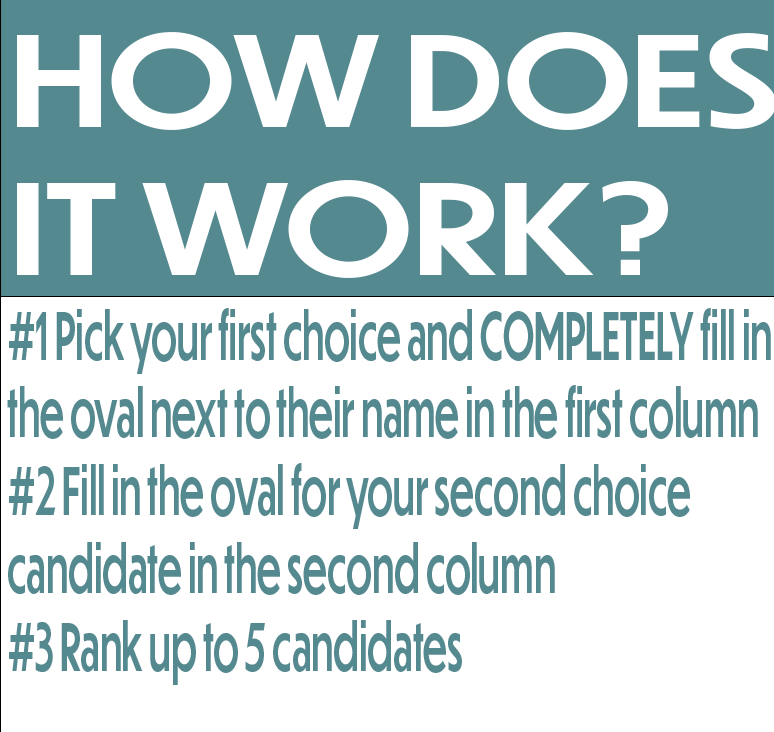 HOW DOES
IT WORK?
#1 Pick your first choice and COMPLETELY fill in
the oval next to their name in the first column
#2 Fill in the oval for your second choice
candidate in the second column
#3 Rank up to 5 candidates